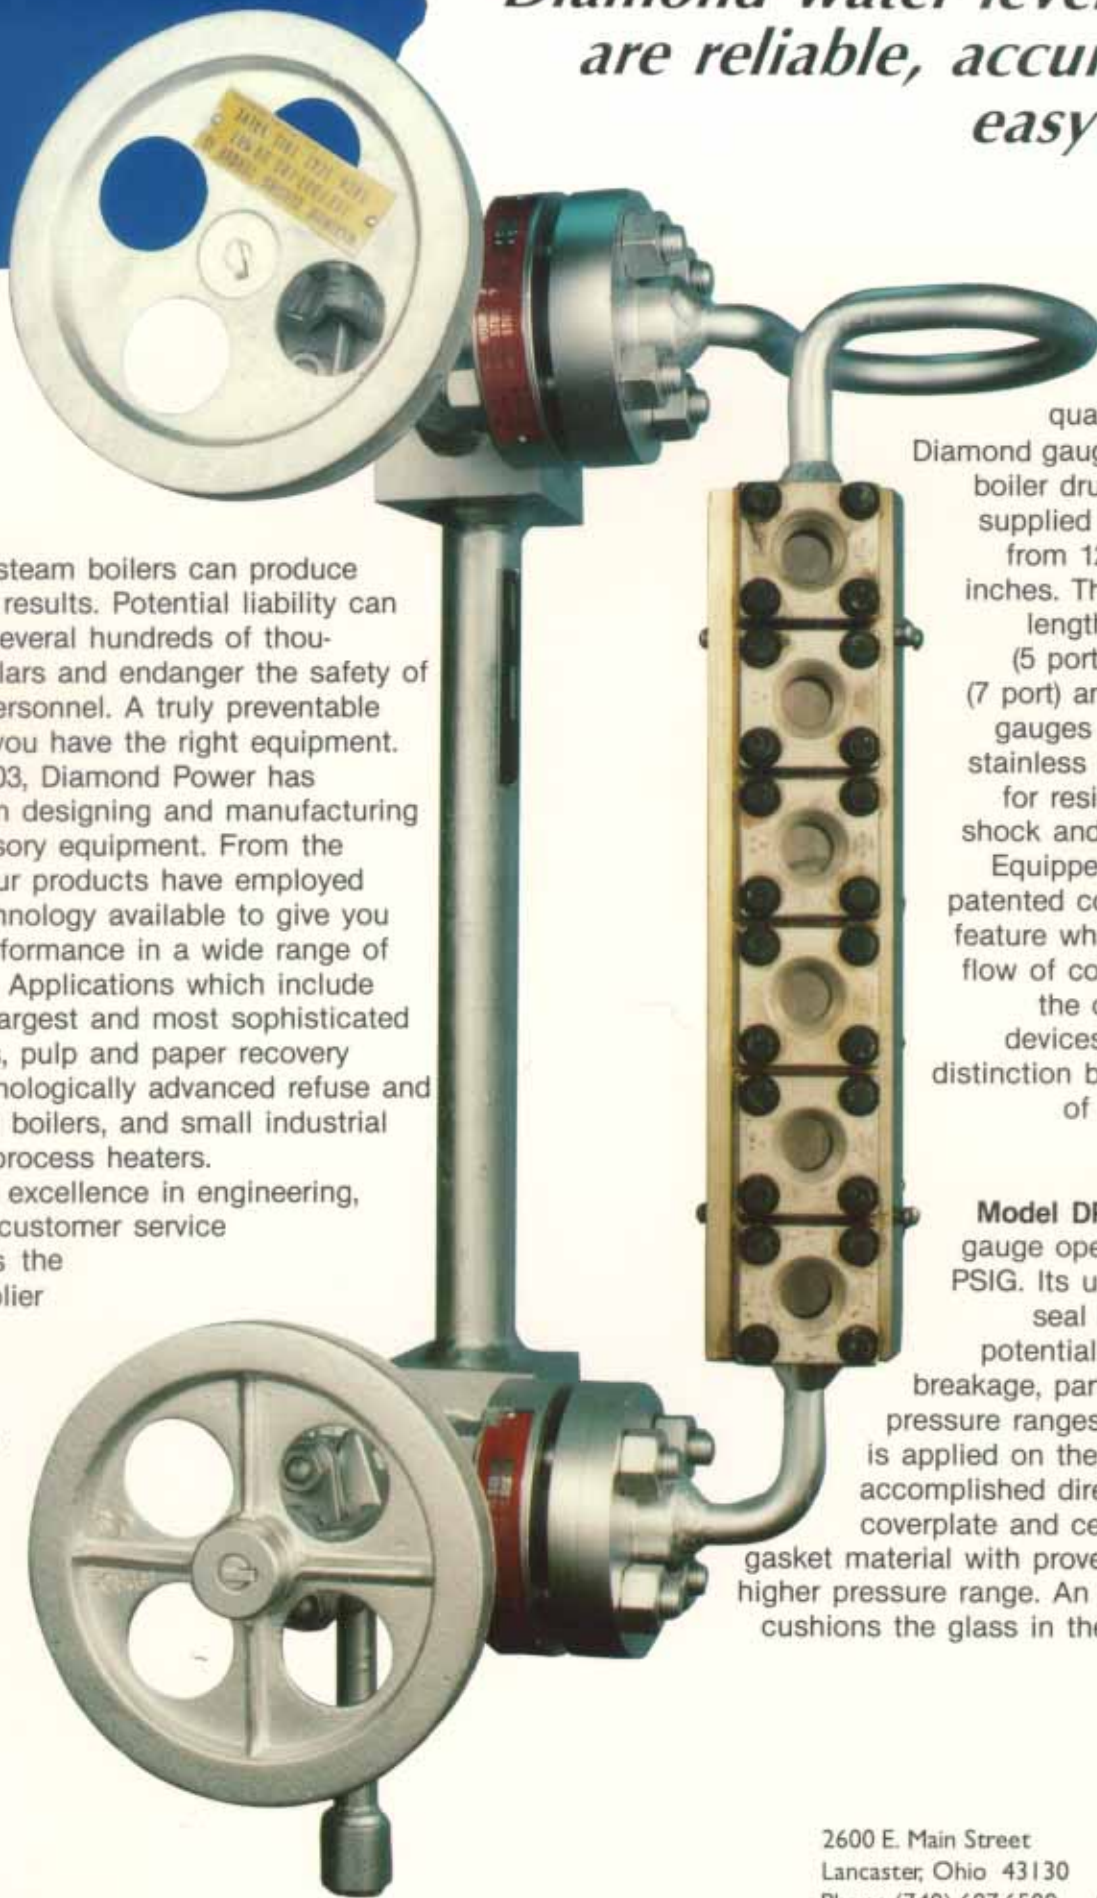 Diamond water level
are reliable, accur
easy
qua
Diamond gaug
boiler dru
supplied
from 12
inches. Th
length
(5 port
(7 port) an
gauges
stainless
for resi
shock and
Equippe
patented co
feature wh
flow of co
the c
devices
distinction b
of
steam boilers can produce
results. Potential liability can
everal hundreds of thou-
lars and endanger the safety of
ersonnel. A truly preventable
you have the right equipment.
03, Diamond Power has
n designing and manufacturing
sory equipment. From the
ur products have employed
hnology available to give you
formance in a wide range of
Applications which include
argest and most sophisticated
s, pulp and paper recovery
hnologically advanced refuse and
boilers, and small industrial
process heaters.
excellence in engineering,
customer service
s the
lier
Model DP
gauge ope
PSIG. Its u
seal
potential
breakage, par
pressure ranges
is applied on the
accomplished dire
coverplate and ce
gasket material with prove
higher pressure range. An
cushions the glass in the
2600 E. Main Street
Lancaster, Ohio 43130